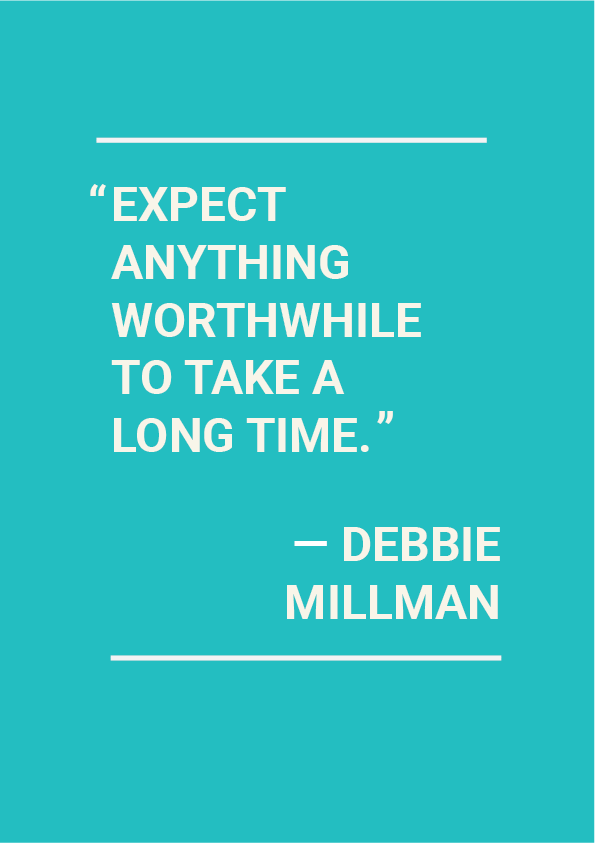 “EXPECT
ANYTHING
WORTHWHILE
TO TAKE A
LONG TIME.”
— DEBBIE
MILLMAN